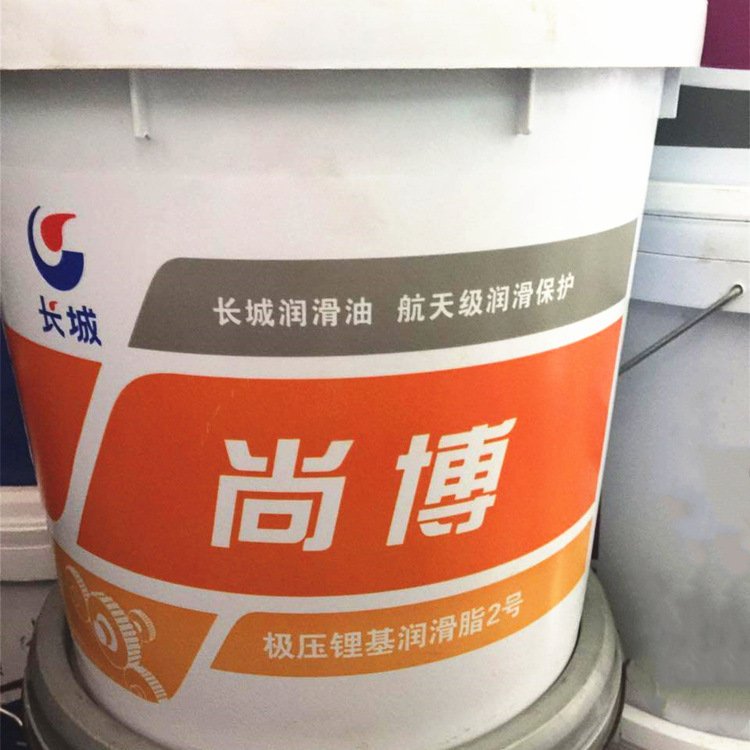 长城
长城润滑油 航天级润滑保护
尚博
极压锂基润滑脂2号